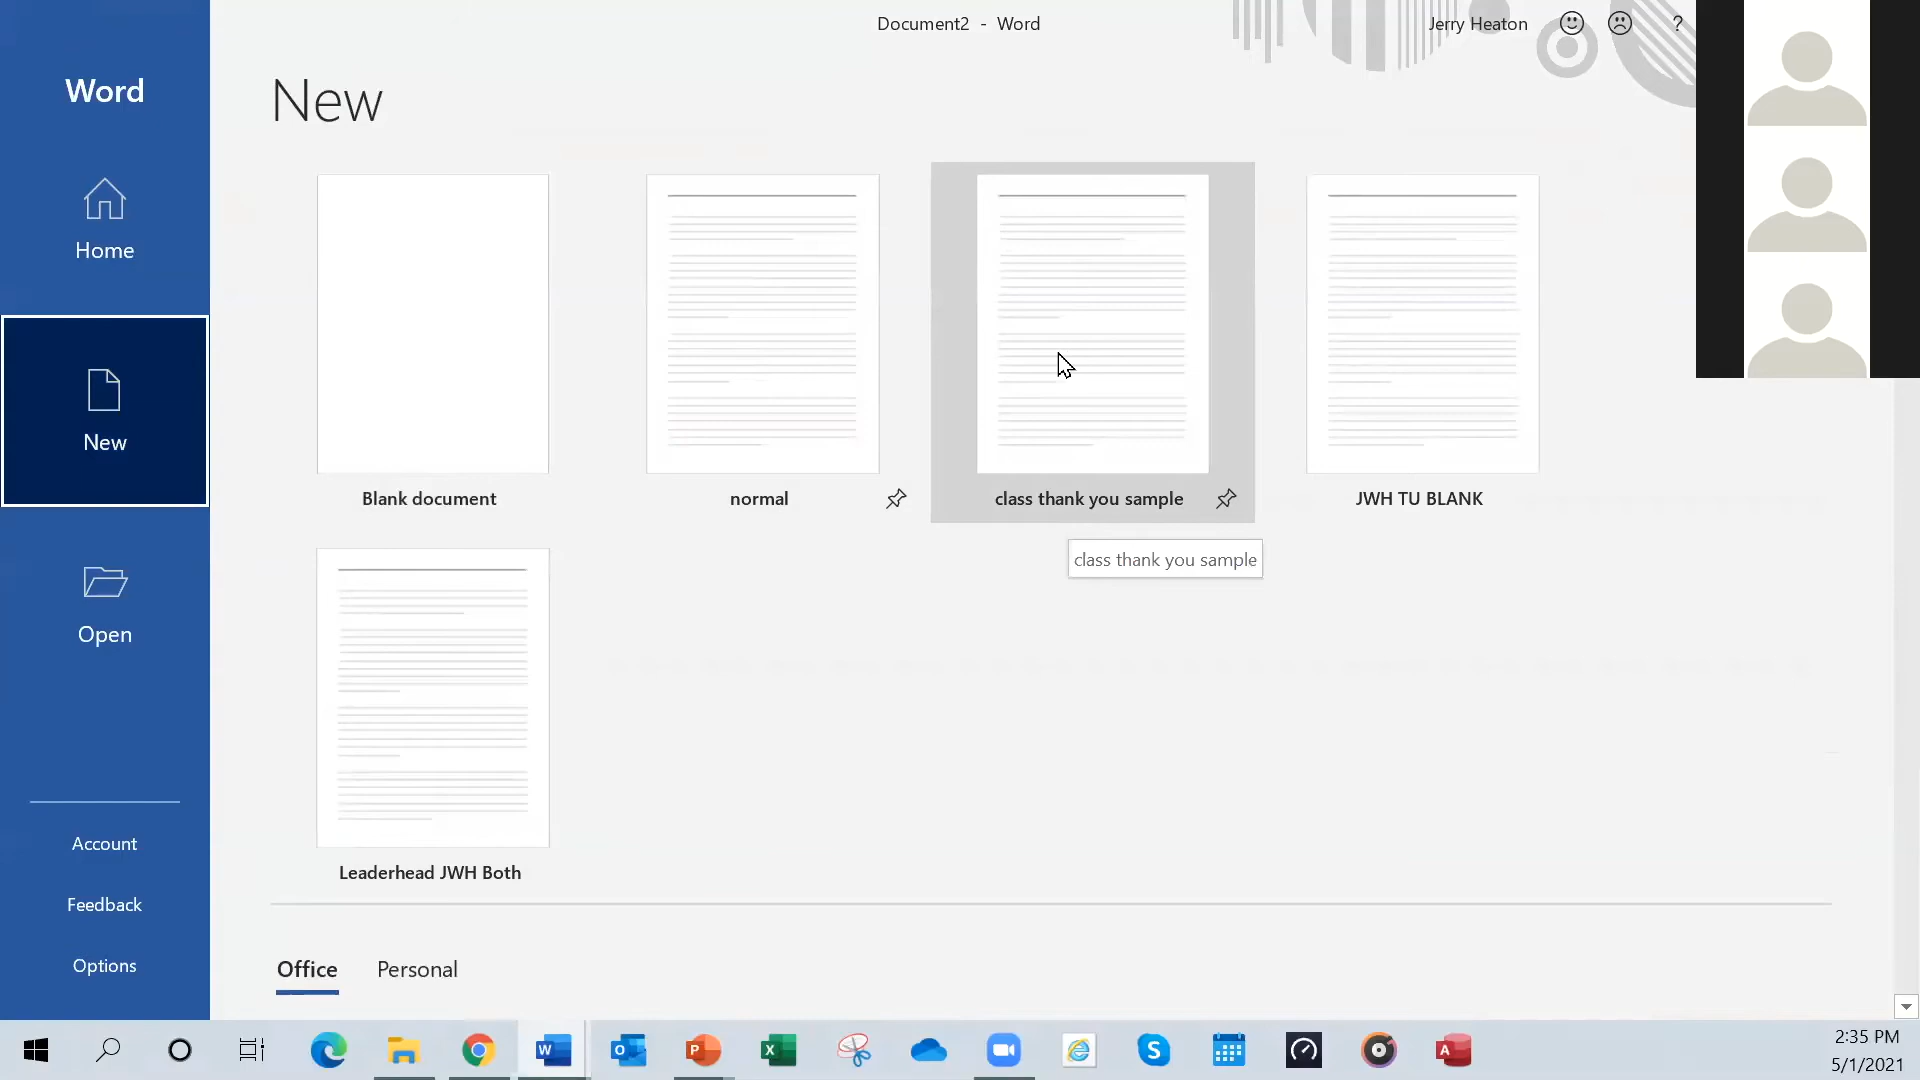 Document2 - Word
Jerry Heaton
?
Word
New
Home
New
Open
Blank document
normal
class thank you sample
JWH TU BLANK
class thank you sample
Leaderhead JWH Both
Account
Feedback
Options
Office Personal
2:35 PM
5/1/2021